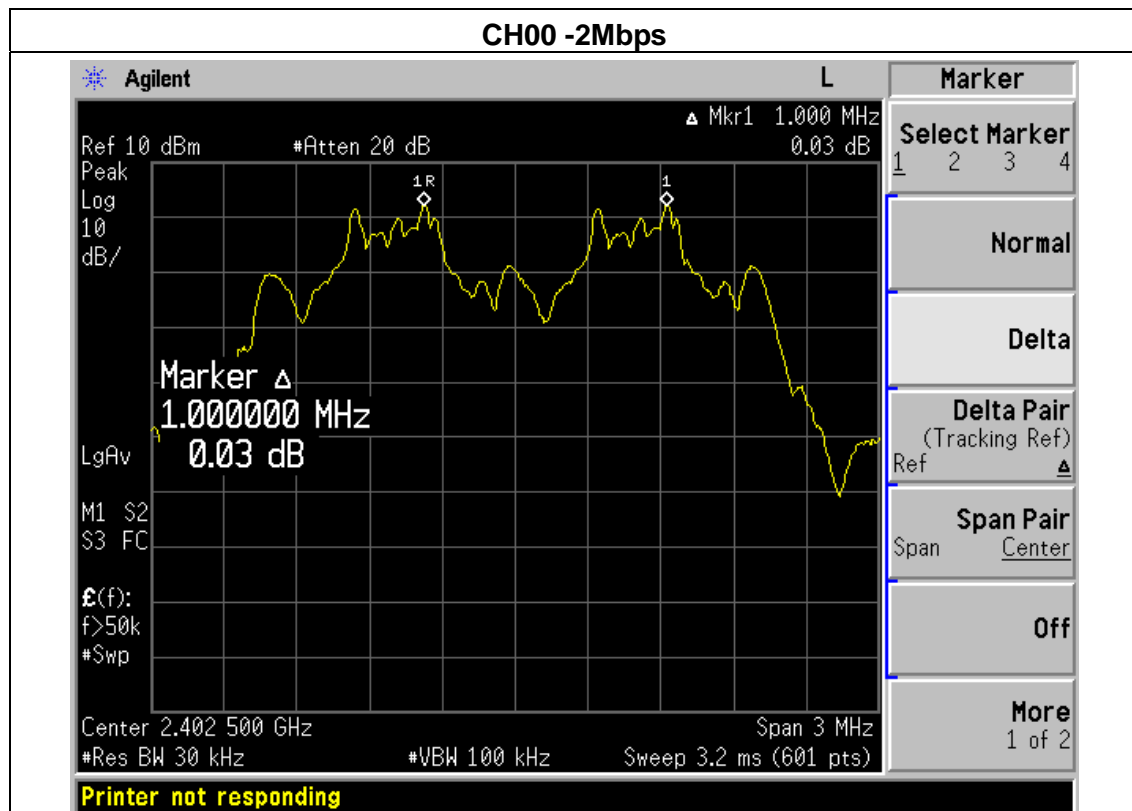 CH00 -2Mbps
Agilent L
Marker
▵ Mkr1 1.000 MHz
Ref 10 dBm #Atten 20 dB 0.03 dB
Peak
Log
10
dB/
1R
1
Marker ▵
1.000000 MHz
0.03 dB
LgAv
M1 S2
S3 FC
£(f):
f>50k
#Swp
Center 2.402 500 GHz Span 3 MHz
#Res BW 30 kHz #VBW 100 kHz Sweep 3.2 ms (601 pts)
Printer not responding
Select Marker
1 2 3 4
Normal
Delta
Delta Pair
(Tracking Ref)
Ref ▵
Span Pair
Span Center
Off
More
1 of 2